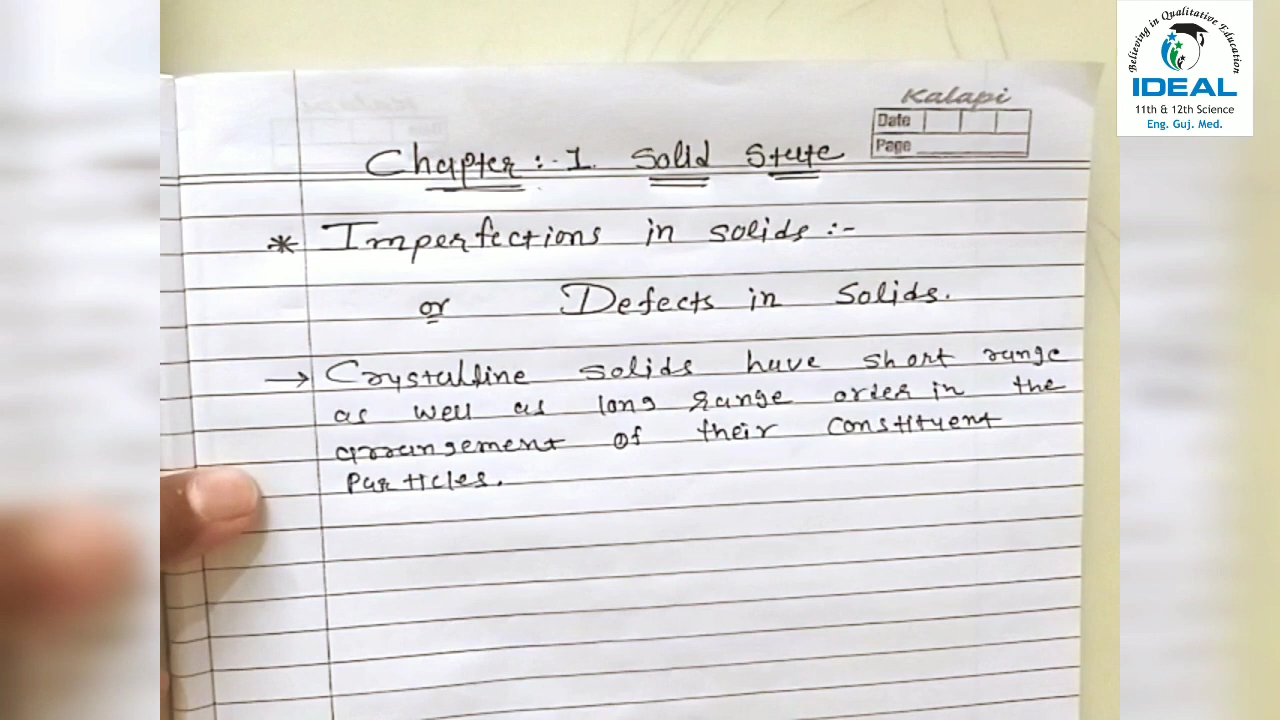 Believing in Qualitative Education
IDEAL
11th & 12th Science
Eng. Guj. Med.
Kalapi
Date
Page
Chapter :- 1. Solid State
* Imperfections in solids :-
or Defects in Solids.
→ Crystalline solids have short range
as well as long range order in the
arrangement of their constituent
Particles.